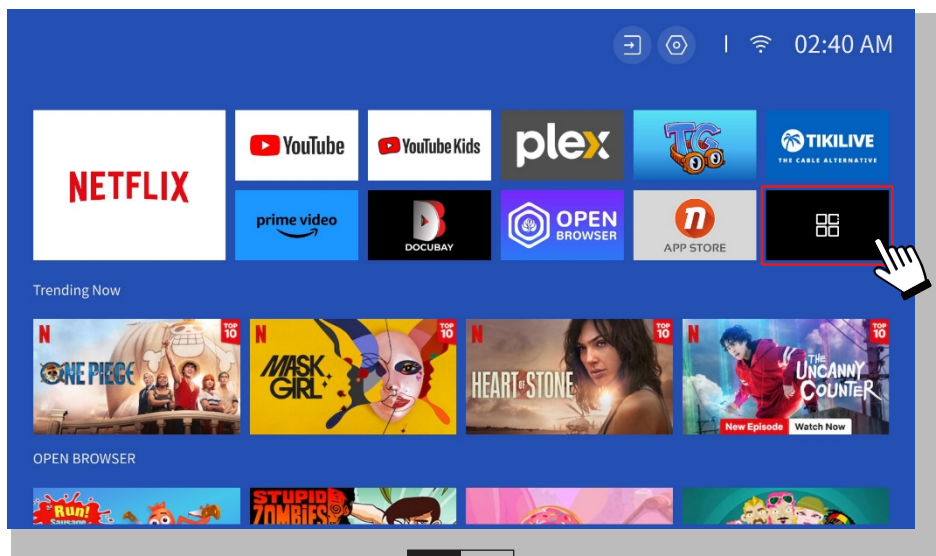 02:40 AM
NETFLIX
YouTube
YouTube Kids
plex
TG
TIKILIVE
THE CABLE ALTERNATIVE
prime video
DOCUBAY
OPEN
BROWSER
n
APP STORE
Trending Now
N
TOP
10
ONE PIECE
N
TOP
10
MASK
GIRL
N
TOP
10
HEART OF STONE
N
TOP
10
THE
UNCANNY
COUNTER
New Episode
Watch Now
OPEN BROWSER
Run!
Sausage
STUPID
ZOMBIES